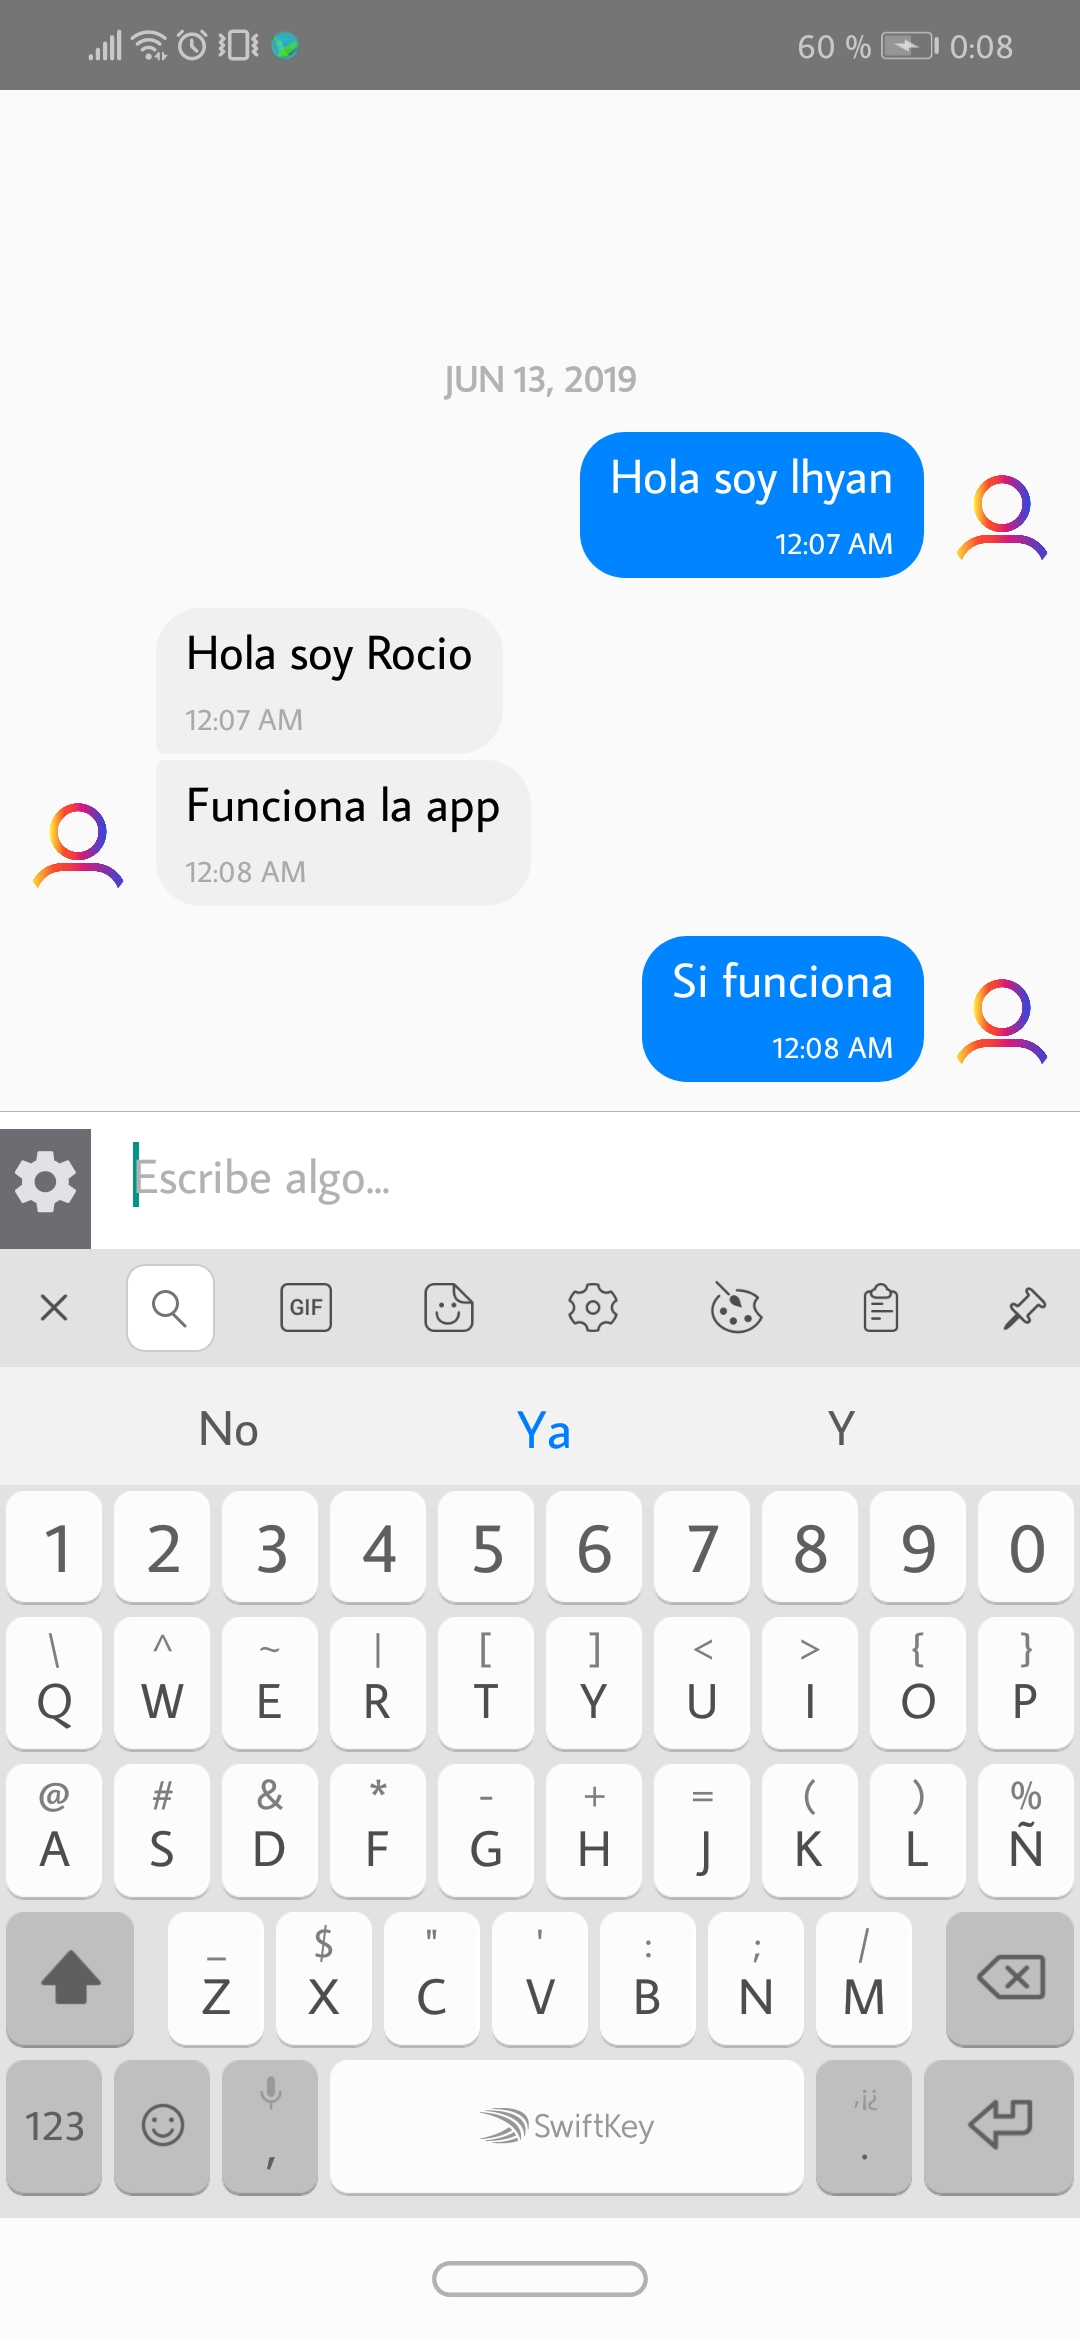 60 % 0:08
JUN 13, 2019
Hola soy lhyan
12:07 AM
Hola soy Rocio
12:07 AM
Funciona la app
12:08 AM
Si funciona
12:08 AM
Escribe algo...
GIF
No Ya Y
1 2 3 4 5 6 7 8 9 0
\ ^ ~ | [ ] < > { }
Q W E R T Y U I O P
@ # & * - + = ( ) %
A S D F G H J K L Ñ
_ $ " ' : ; /
Z X C V B N M
,¡¿
123 , SwiftKey .